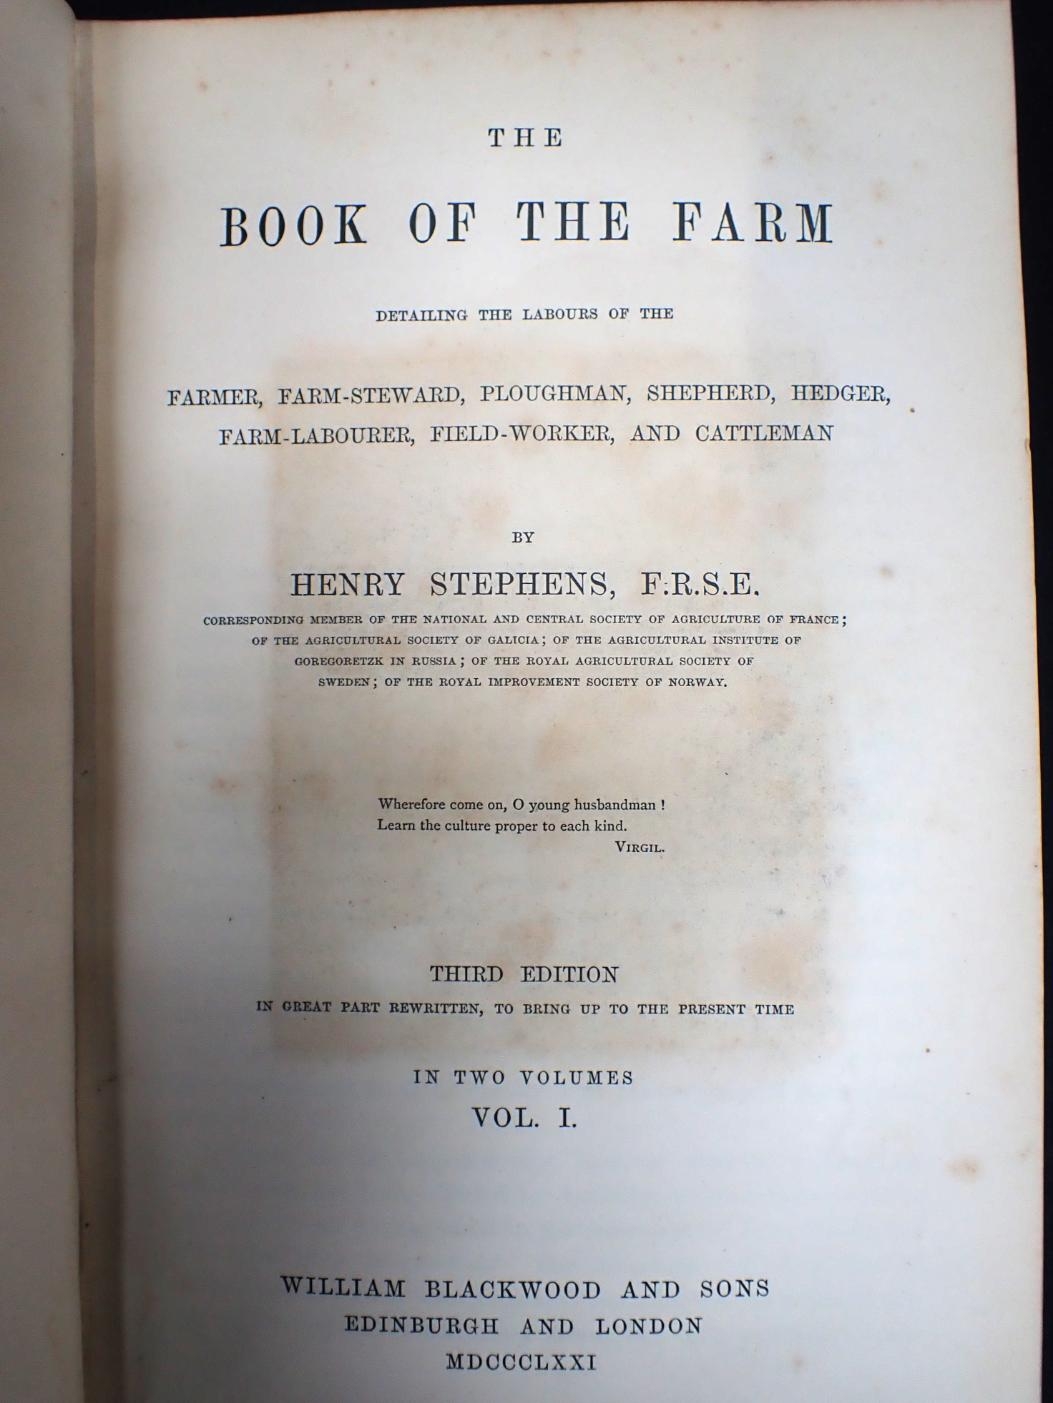 THE
BOOK OF THE FARM
DETAILING THE LABOURS OF THE
FARMER, FARM-STEWARD, PLOUGHMAN, SHEPHERD, HEDGER,
FARM-LABOURER, FIELD-WORKER, AND CATTLEMAN
BY
HENRY STEPHENS, F.R.S.E.
CORRESPONDING MEMBER OF THE NATIONAL AND CENTRAL SOCIETY OF AGRICULTURE OF FRANCE;
OF THE AGRICULTURAL SOCIETY OF GALICIA; OF THE AGRICULTURAL INSTITUTE OF
GOREGORETZK IN RUSSIA; OF THE ROYAL AGRICULTURAL SOCIETY OF
SWEDEN; OF THE ROYAL IMPROVEMENT SOCIETY OF NORWAY.
Wherefore come on, O young husbandman!
Learn the culture proper to each kind.
VIRGIL.
THIRD EDITION
IN GREAT PART REWRITTEN, TO BRING UP TO THE PRESENT TIME
IN TWO VOLUMES
VOL. I.
WILLIAM BLACKWOOD AND SONS
EDINBURGH AND LONDON
MDCCCLXXI